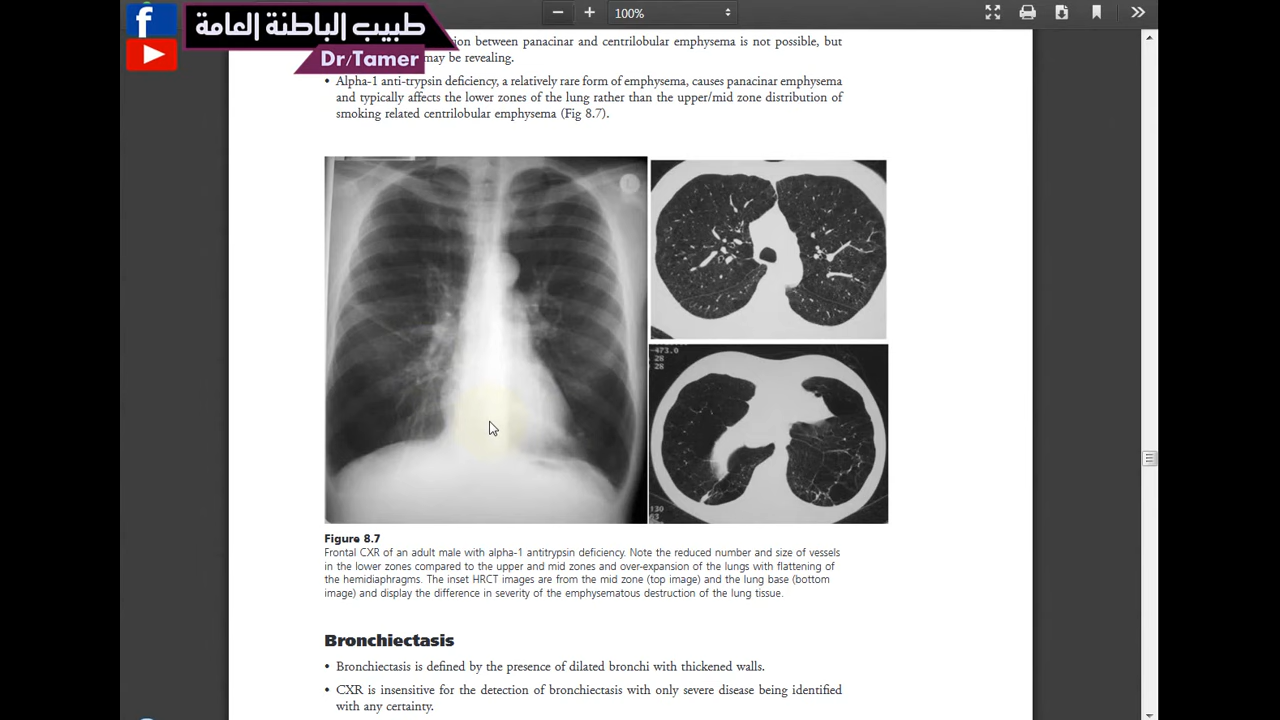 100%
طبيب الباطنة العامة
Dr/Tamer
ion between panacinar and centrilobular emphysema is not possible, but
may be revealing.
• Alpha-1 anti-trypsin deficiency, a relatively rare form of emphysema, causes panacinar emphysema
and typically affects the lower zones of the lung rather than the upper/mid zone distribution of
smoking related centrilobular emphysema (Fig 8.7).
-473.0
28
28
130
Figure 8.7
Frontal CXR of an adult male with alpha-1 antitrypsin deficiency. Note the reduced number and size of vessels
in the lower zones compared to the upper and mid zones and over-expansion of the lungs with flattening of
the hemidiaphragms. The inset HRCT images are from the mid zone (top image) and the lung base (bottom
image) and display the difference in severity of the emphysematous destruction of the lung tissue.
Bronchiectasis
• Bronchiectasis is defined by the presence of dilated bronchi with thickened walls.
• CXR is insensitive for the detection of bronchiectasis with only severe disease being identified
with any certainty.